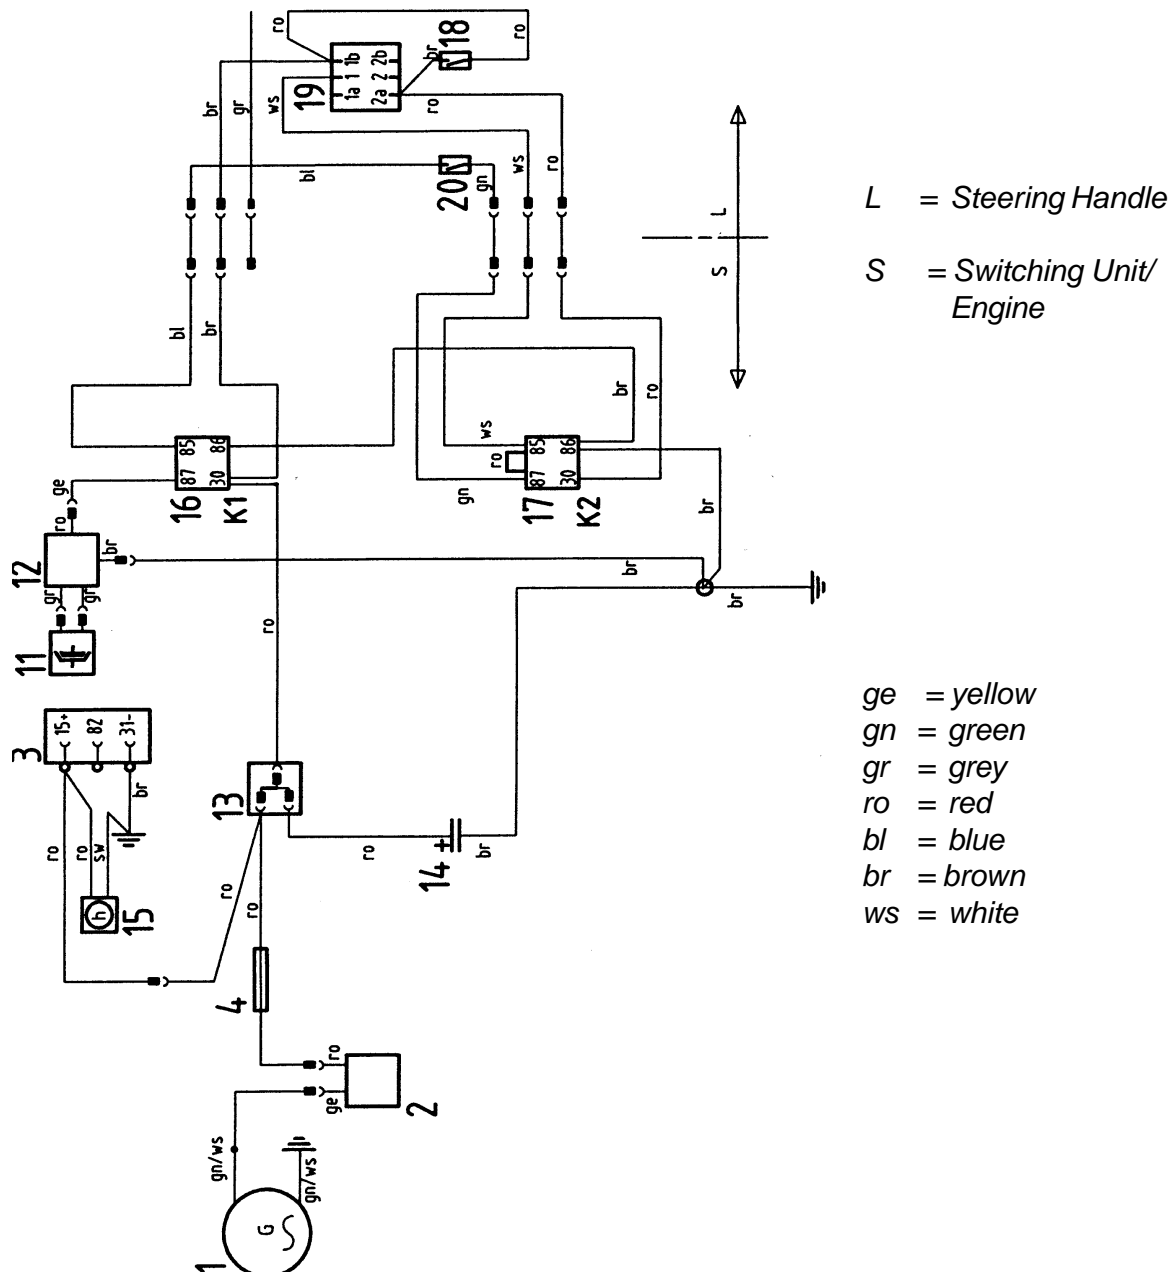 ro
ro
br
18
1b
2b
1
2
1a
2a
19
br
gr
ws
ro
bl
20
gn
ws
ro
L
S
L = Steering Handle
S = Switching Unit/
Engine
bl
br
br
ro
85
86
87
30
16
K1
ws
ro
85
86
87
30
gn
17
K2
ge
ro
br
12
br
br
br
gr
gr
11
ro
3
15+
82
31-
br
ro
ro
sw
h
15
13
ro
ro
ro
14
+
br
4
ro
ge
2
gn/ws
gn/ws
G
1
ge = yellow
gn = green
gr = grey
ro = red
bl = blue
br = brown
ws = white